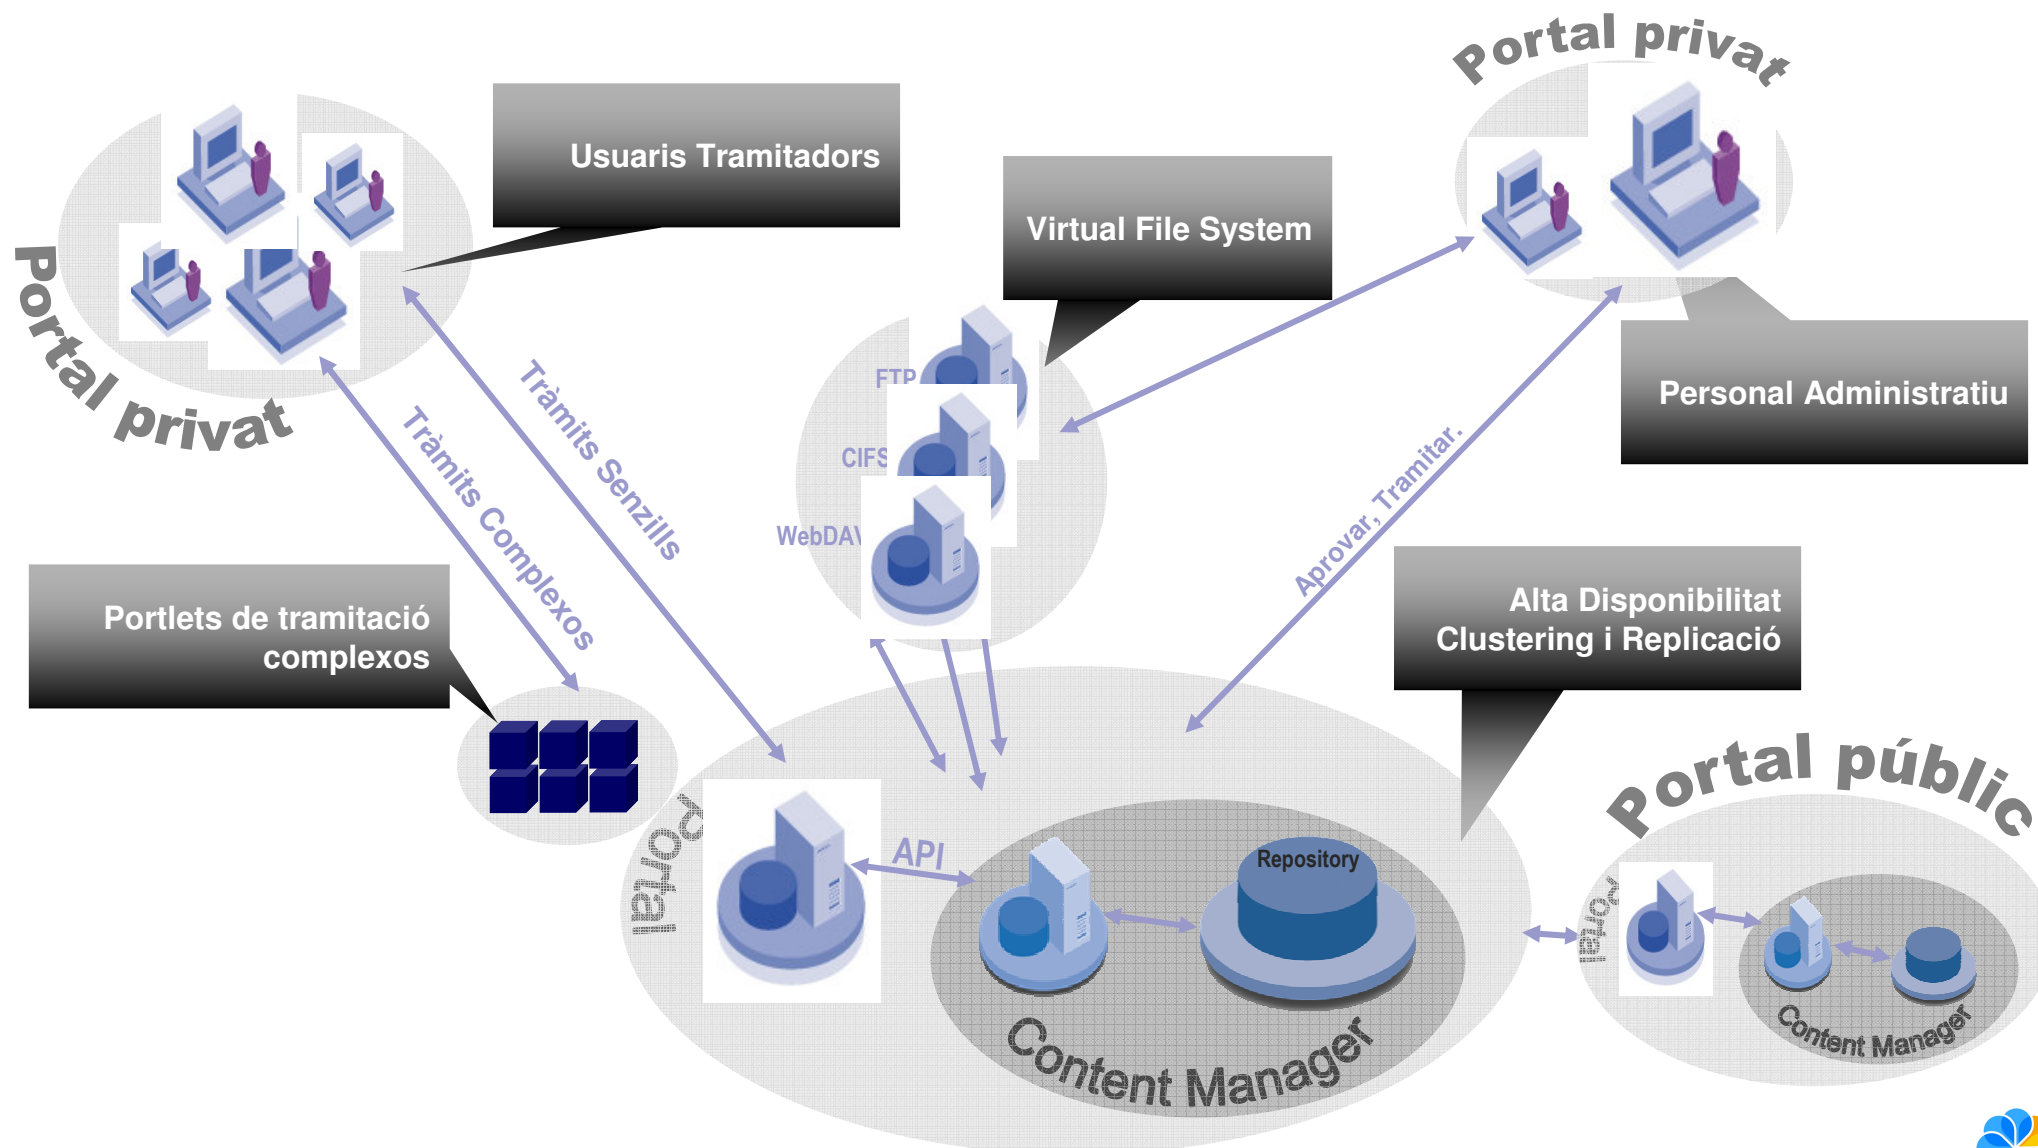 Portal privat
Usuaris Tramitadors
Virtual File System
Portal privat
Personal Administratiu
FTP
CIFS
WebDAV
Tràmits Senzills
Tràmits Complexos
Aprovar, Tramitar.
Portlets de tramitació
complexos
Alta Disponibilitat
Clustering i Replicació
Portal
API
Repository
Content Manager
Portal públic
Portal
Content Manager